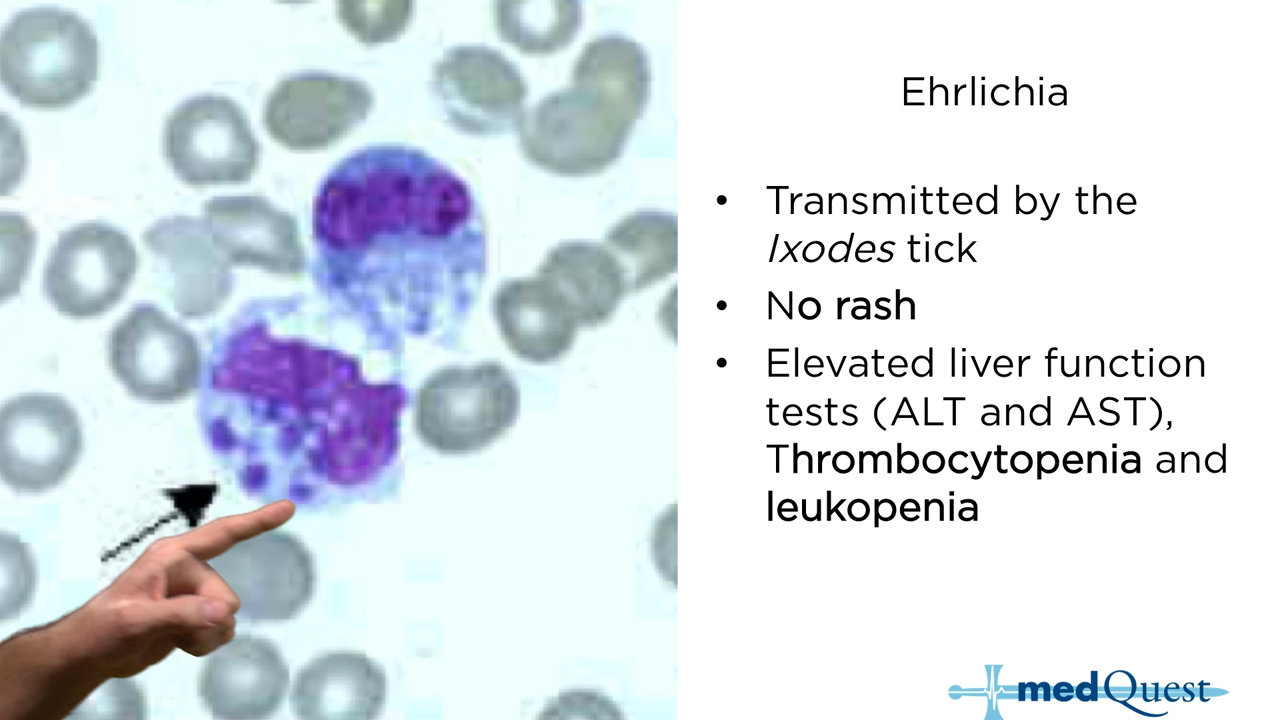 Ehrlichia
• Transmitted by the
Ixodes tick
• No rash
• Elevated liver function
tests (ALT and AST),
Thrombocytopenia and
leukopenia
medQuest